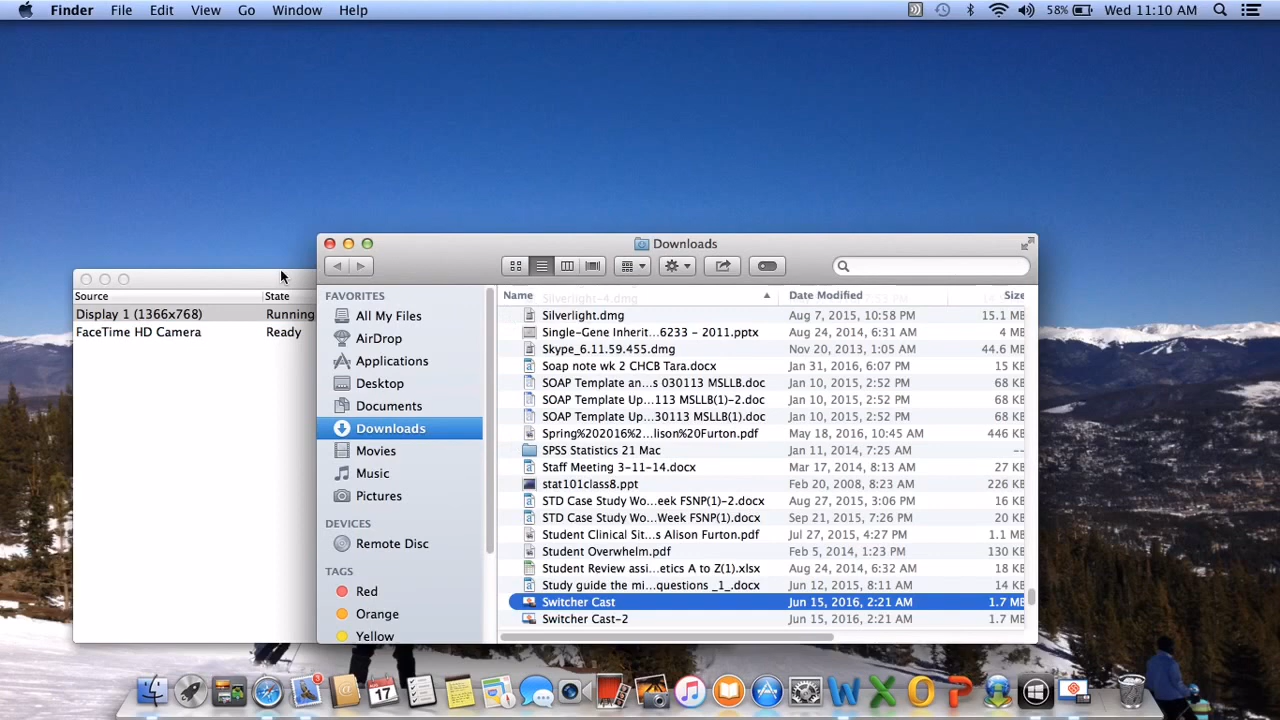 Finder File Edit View Go Window Help 58% Wed 11:10 AM
Source State
Display 1 (1366x768) Running
FaceTime HD Camera Ready
Downloads
FAVORITES
All My Files
AirDrop
Applications
Desktop
Documents
Downloads
Movies
Music
Pictures
DEVICES
Remote Disc
TAGS
Red
Orange
Yellow
Name Date Modified Size
Silverlight-4.dmg
Silverlight.dmg Aug 7, 2015, 10:58 PM 15.1 MB
Single-Gene Inherit...6233 - 2011.pptx Aug 24, 2014, 6:31 AM 4 MB
Skype_6.11.59.455.dmg Nov 20, 2013, 1:05 AM 44.6 MB
Soap note wk 2 CHCB Tara.docx Jan 31, 2016, 6:07 PM 15 KB
SOAP Template an...s 030113 MSLLB.doc Jan 10, 2015, 2:52 PM 68 KB
SOAP Template Up...113 MSLLB(1)-2.doc Jan 10, 2015, 2:52 PM 68 KB
SOAP Template Up...30113 MSLLB(1).doc Jan 10, 2015, 2:52 PM 68 KB
Spring%202016%2...lison%20Furton.pdf May 18, 2016, 10:45 AM 446 KB
SPSS Statistics 21 Mac Jan 11, 2014, 7:25 AM --
Staff Meeting 3-11-14.docx Mar 17, 2014, 8:13 AM 27 KB
stat101class8.ppt Feb 20, 2008, 8:23 AM 226 KB
STD Case Study Wo...eek FSNP(1)-2.docx Aug 27, 2015, 3:06 PM 16 KB
STD Case Study Wo...Week FSNP(1).docx Sep 21, 2015, 7:26 PM 20 KB
Student Clinical Sit...s Alison Furton.pdf Jul 27, 2015, 4:27 PM 1.1 MB
Student Overwhelm.pdf Feb 5, 2014, 1:23 PM 130 KB
Student Review assi...etics A to Z(1).xlsx Aug 24, 2014, 6:32 AM 18 KB
Study guide the mi...questions _1_.docx Jun 12, 2015, 8:11 AM 14 KB
Switcher Cast Jun 15, 2016, 2:21 AM 1.7 MB
Switcher Cast-2 Jun 15, 2016, 2:21 AM 1.7 MB
3
17